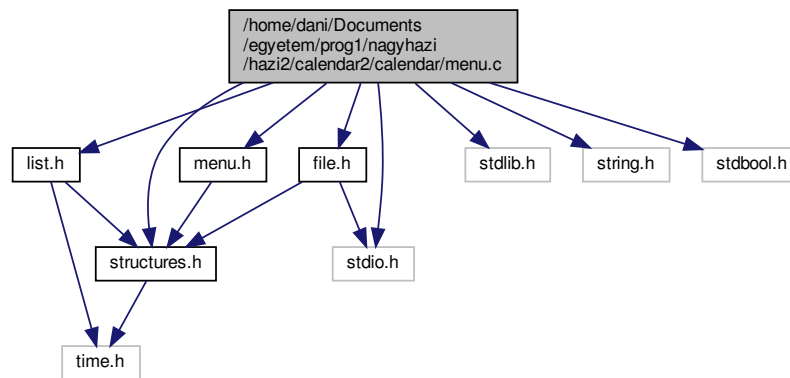 /home/dani/Documents
/egyetem/prog1/nagyhazi
/hazi2/calendar2/calendar/menu.c
list.h
menu.h
file.h
stdlib.h
string.h
stdbool.h
structures.h
stdio.h
time.h